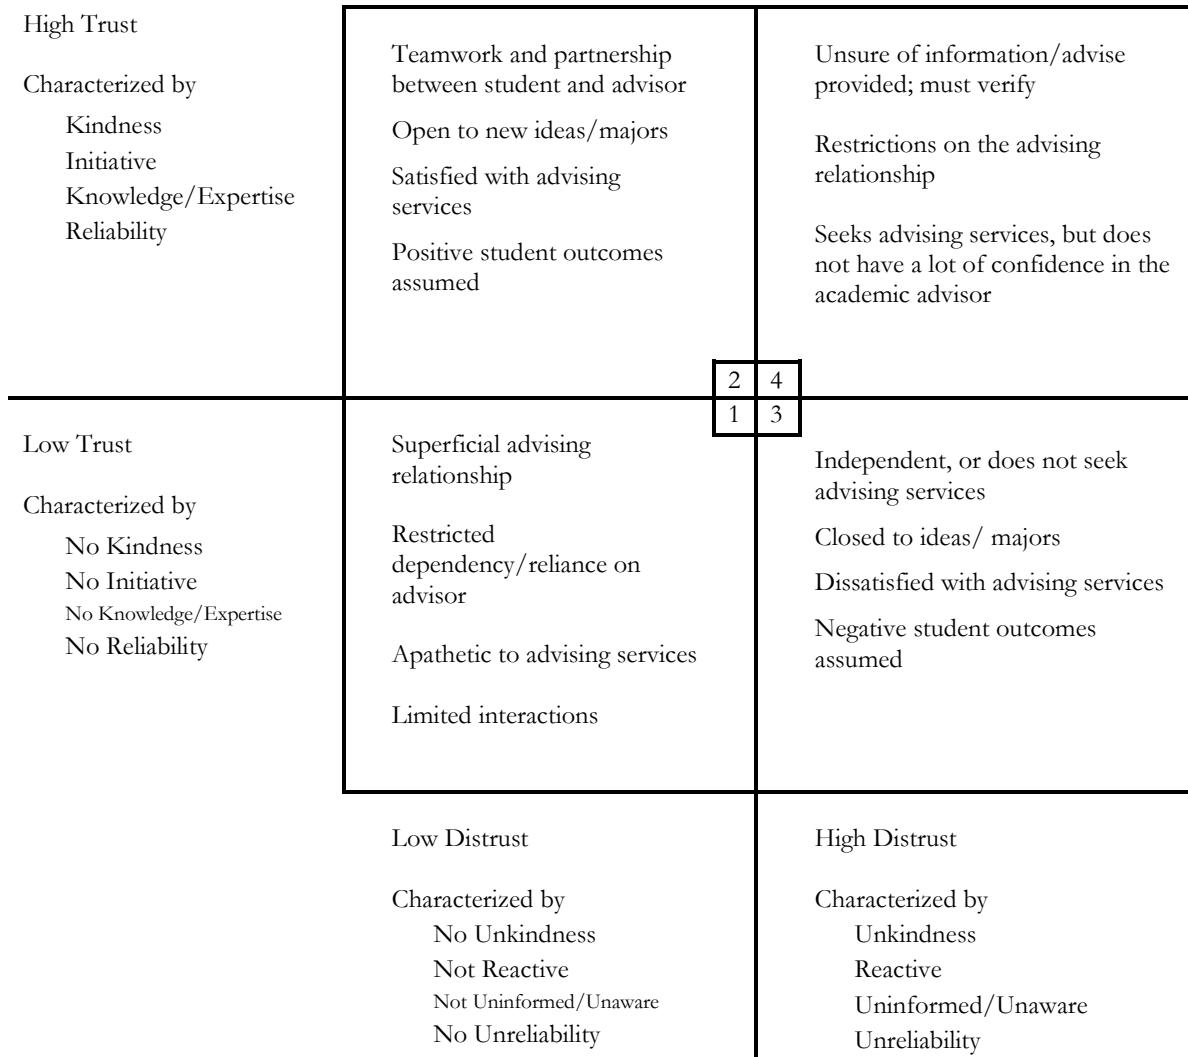 High Trust
Characterized by
Kindness
Initiative
Knowledge/Expertise
Reliability
Teamwork and partnership
between student and advisor
Open to new ideas/majors
Satisfied with advising
services
Positive student outcomes
assumed
Unsure of information/advise
provided; must verify
Restrictions on the advising
relationship
Seeks advising services, but does
not have a lot of confidence in the
academic advisor
2 4
1 3
Low Trust
Characterized by
No Kindness
No Initiative
No Knowledge/Expertise
No Reliability
Superficial advising
relationship
Restricted
dependency/reliance on
advisor
Apathetic to advising services
Limited interactions
Independent, or does not seek
advising services
Closed to ideas/ majors
Dissatisfied with advising services
Negative student outcomes
assumed
Low Distrust
Characterized by
No Unkindness
Not Reactive
Not Uninformed/Unaware
No Unreliability
High Distrust
Characterized by
Unkindness
Reactive
Uninformed/Unaware
Unreliability